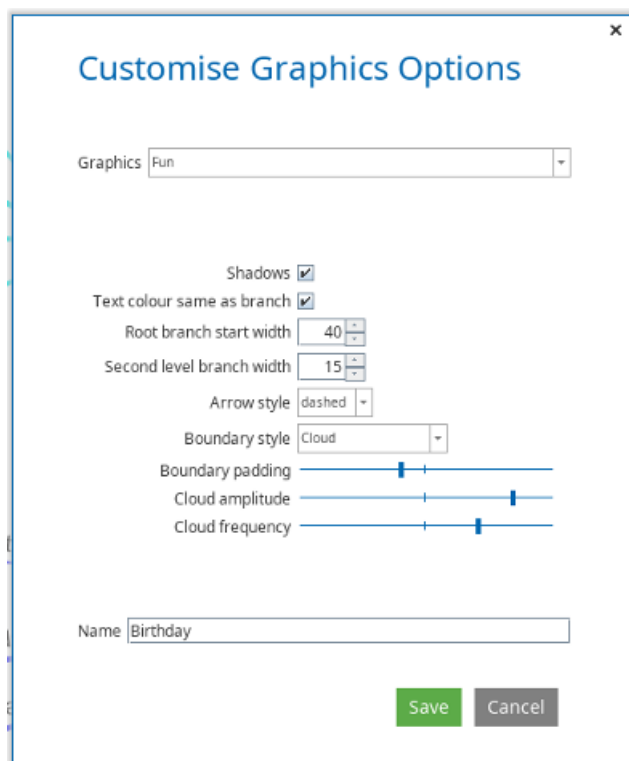 ×
Customise Graphics Options
Graphics Fun
Shadows
Text colour same as branch
Root branch start width 40
Second level branch width 15
Arrow style dashed
Boundary style Cloud
Boundary padding
Cloud amplitude
Cloud frequency
Name Birthday
Save Cancel